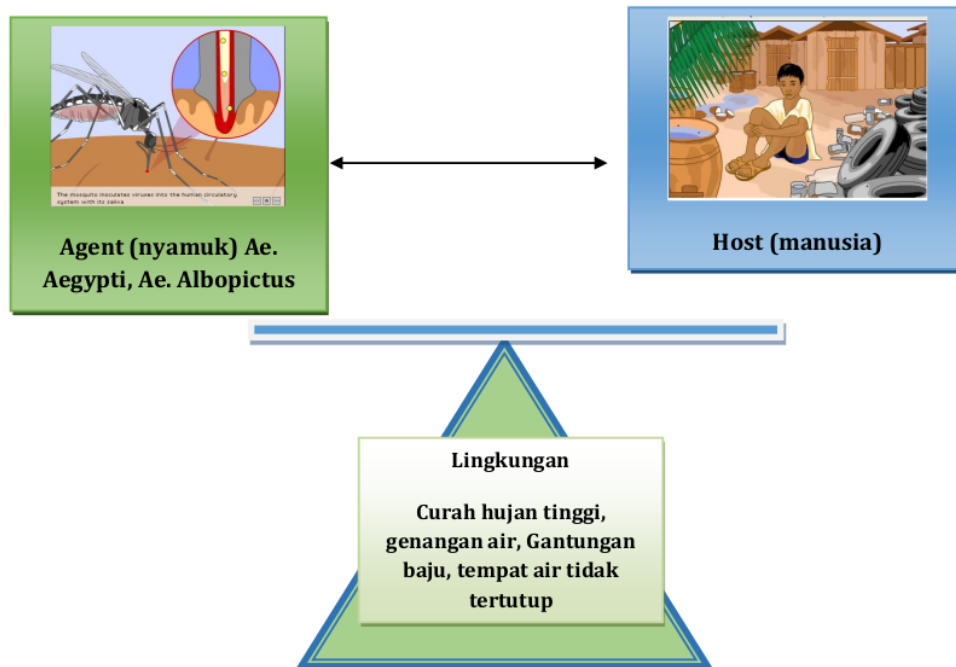 The mosquito inoculates viruses into the human circulatory
system with its saliva
Agent (nyamuk) Ae.
Aegypti, Ae. Albopictus
Host (manusia)
Lingkungan
Curah hujan tinggi,
genangan air, Gantungan
baju, tempat air tidak
tertutup